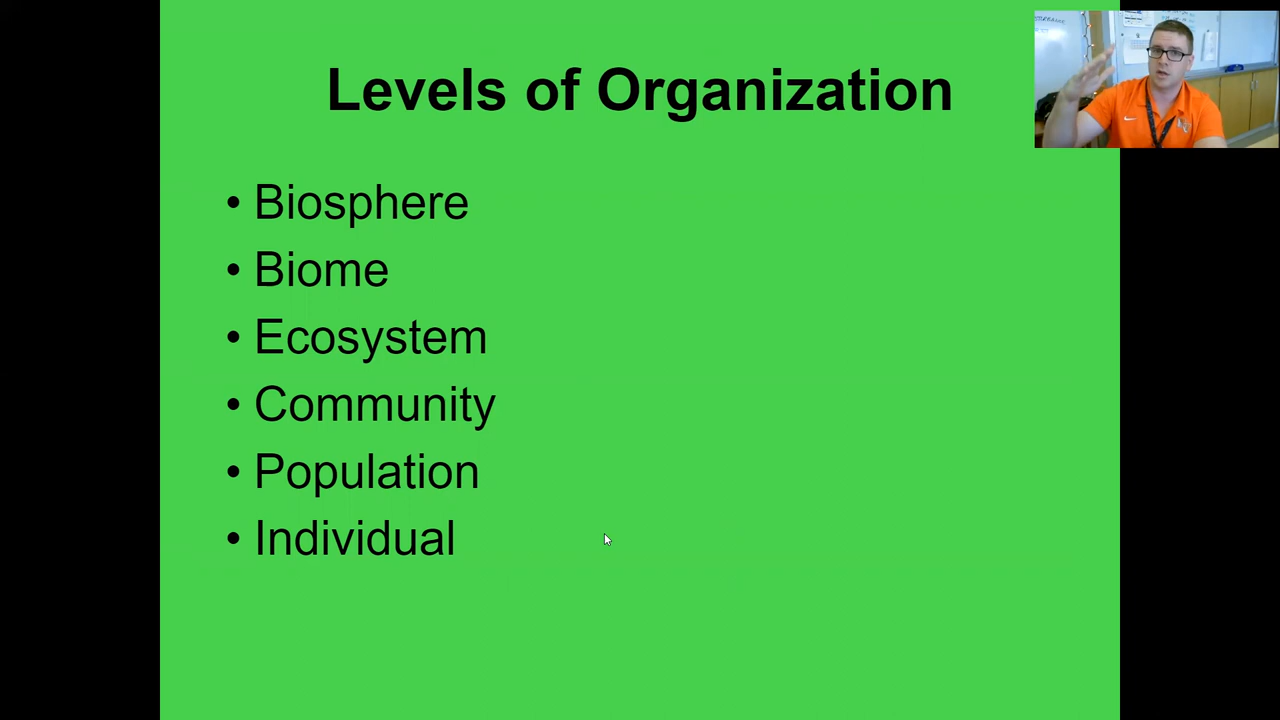 Levels of Organization
• Biosphere
• Biome
• Ecosystem
• Community
• Population
• Individual